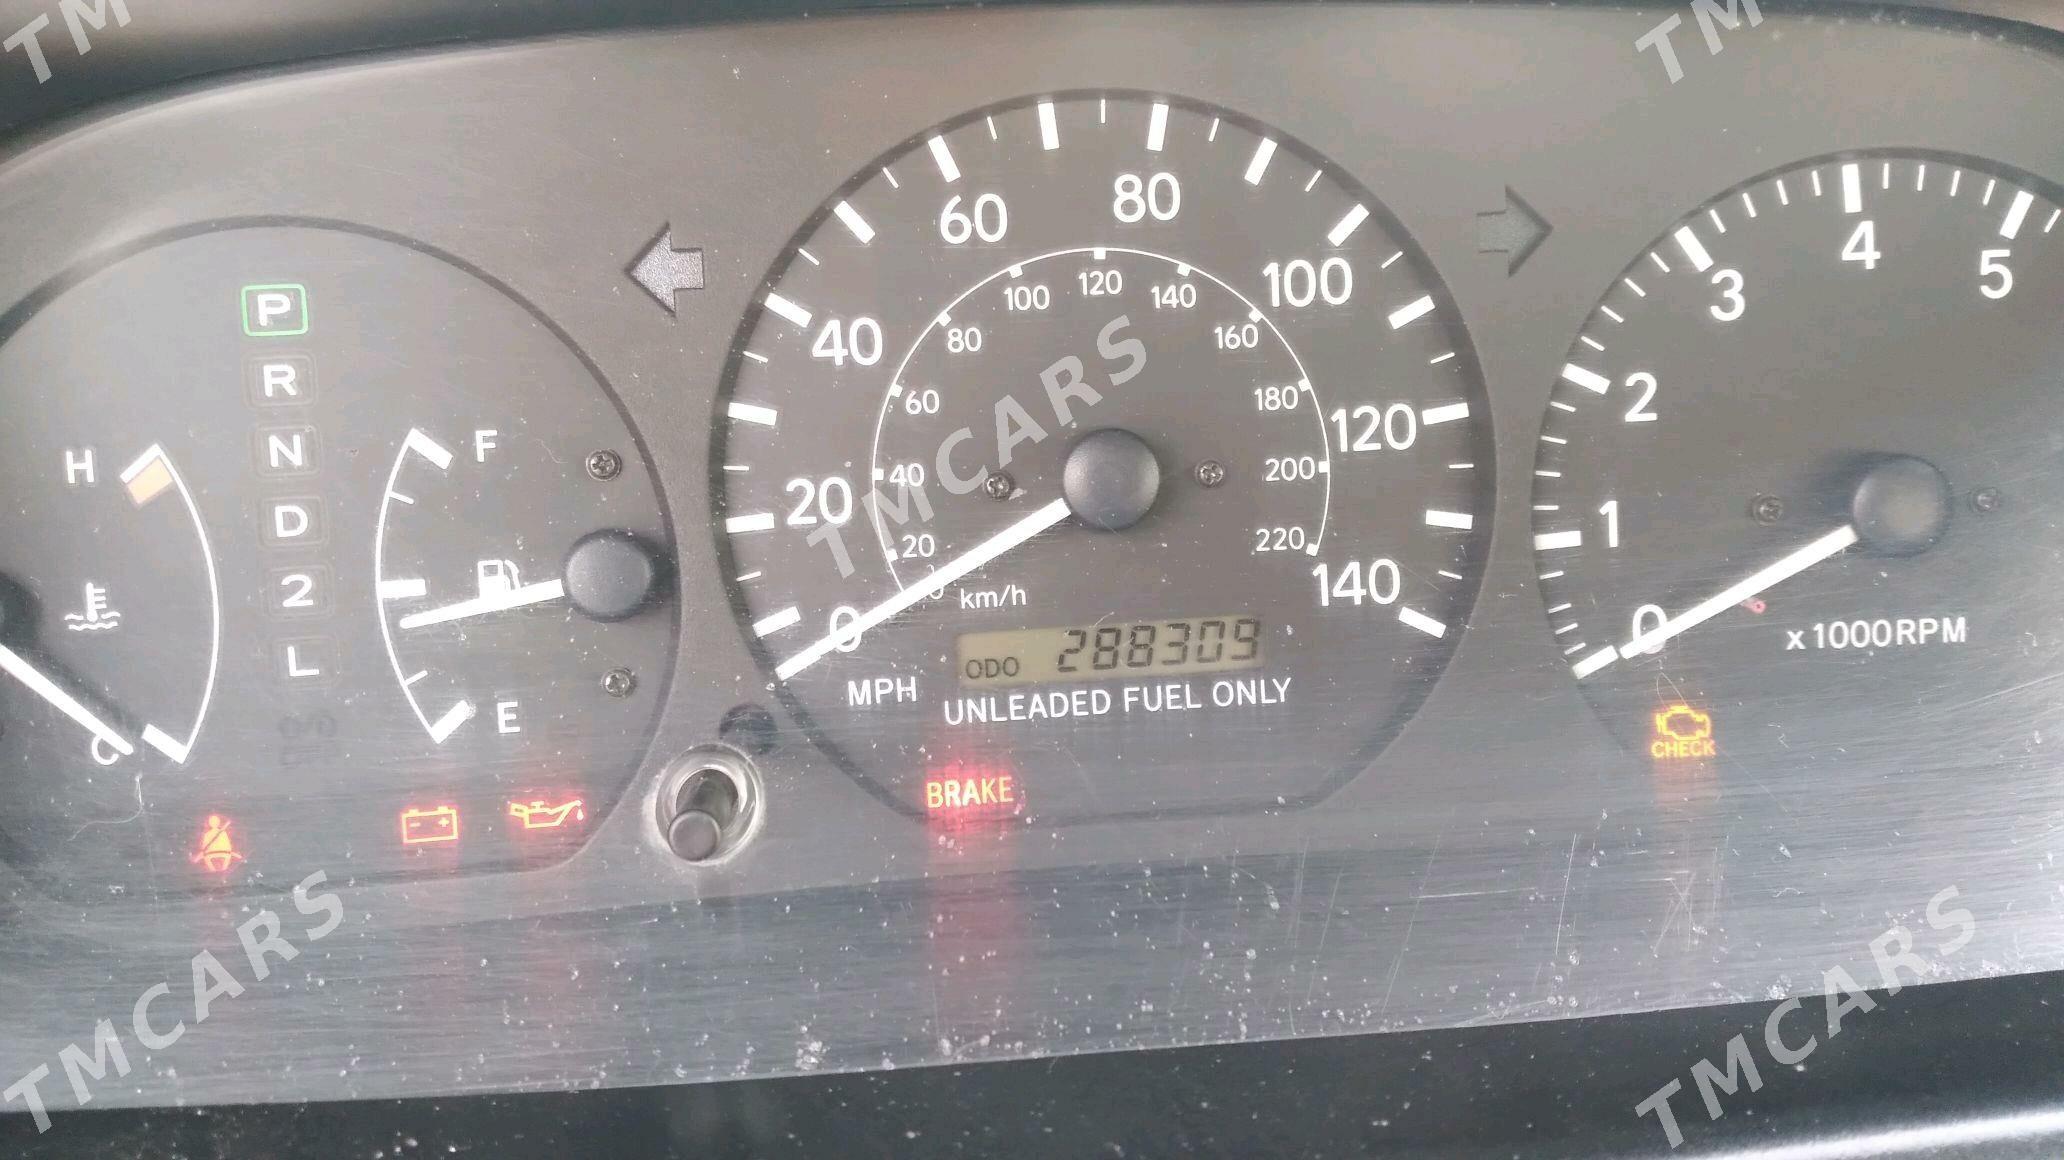 TM
TM
P
R
N
D
2
L
H
C
F
E
0
20
40
60
80
100
120
140
20
40
60
80
100
120
140
160
180
200
220
km/h
MPH
ODO 288309
UNLEADED FUEL ONLY
BRAKE
0
1
2
3
4
5
x1000RPM
CHECK
TMCARS
TMCARS
TMCARS